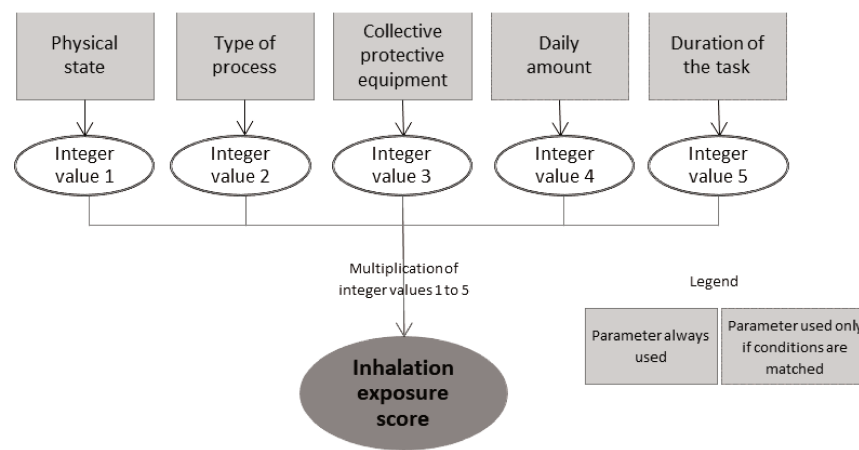 Physical
state
Type of
process
Collective
protective
equipment
Daily
amount
Duration of
the task
Integer
value 1
Integer
value 2
Integer
value 3
Integer
value 4
Integer
value 5
Multiplication of
integer values 1 to 5
Inhalation
exposure
score
Legend
Parameter always
used
Parameter used only
if conditions are
matched